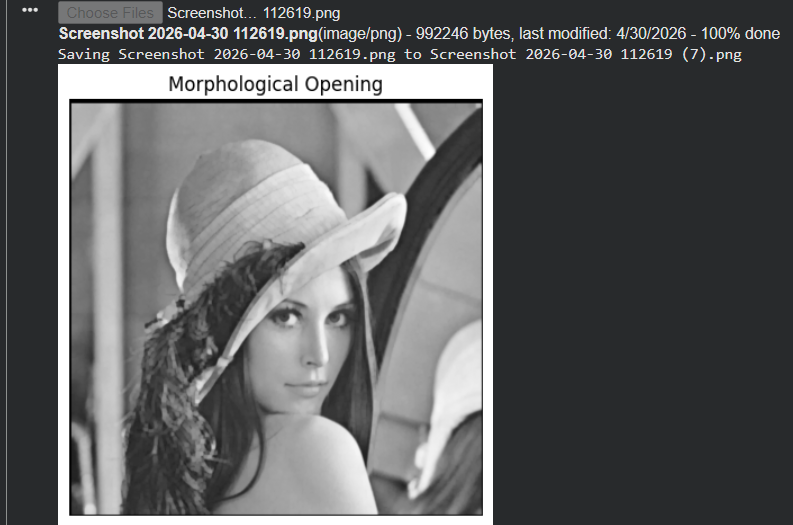 Choose Files Screenshot… 112619.png
Screenshot 2026-04-30 112619.png(image/png) - 992246 bytes, last modified: 4/30/2026 - 100% done
Saving Screenshot 2026-04-30 112619.png to Screenshot 2026-04-30 112619 (7).png
Morphological Opening